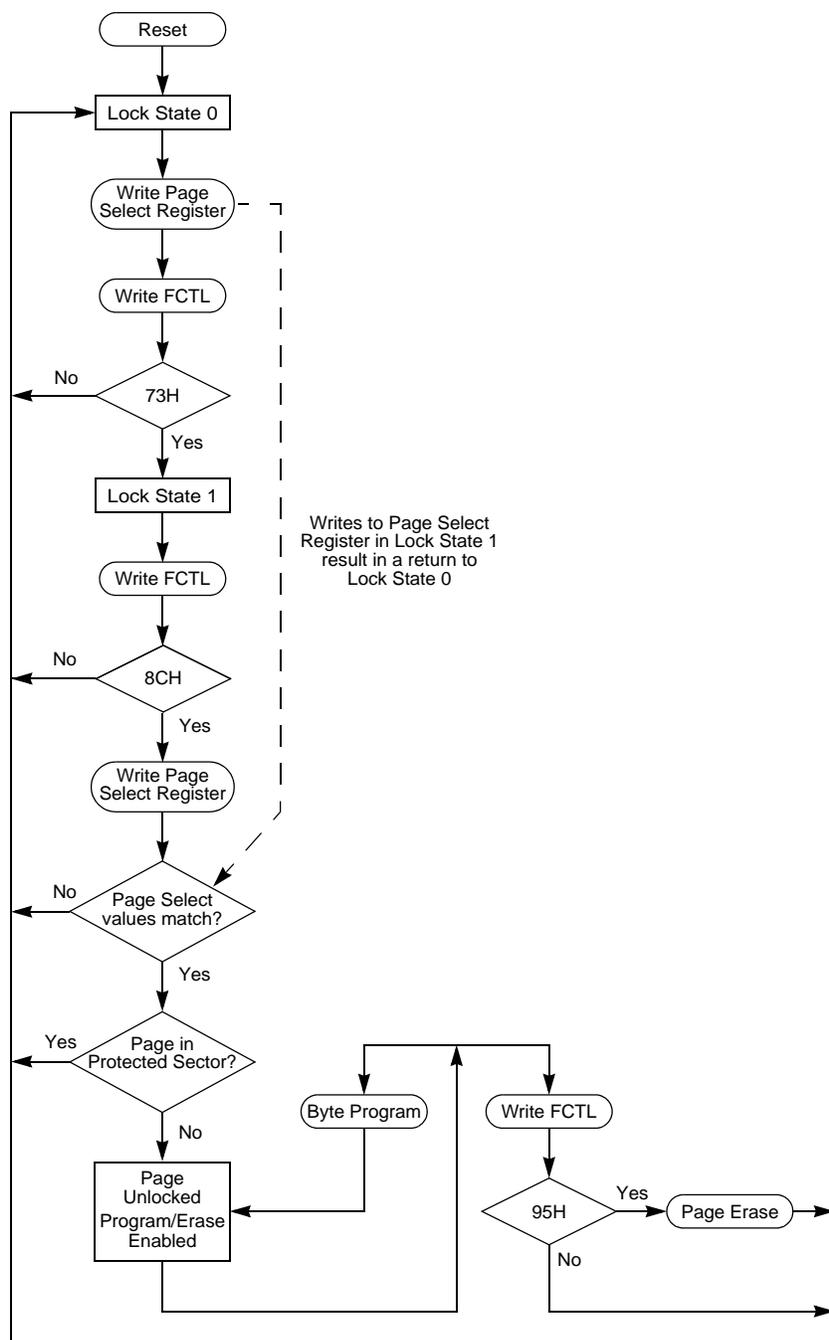 Reset
Lock State 0
Write Page
Select Register
Write FCTL
No
73H
Yes
Lock State 1
Writes to Page Select
Register in Lock State 1
result in a return to
Lock State 0
Write FCTL
No
8CH
Yes
Write Page
Select Register
No
Page Select
values match?
Yes
Yes
Page in
Protected Sector?
No
Byte Program
Write FCTL
Page
Unlocked
Program/Erase
Enabled
95H
Yes
Page Erase
No